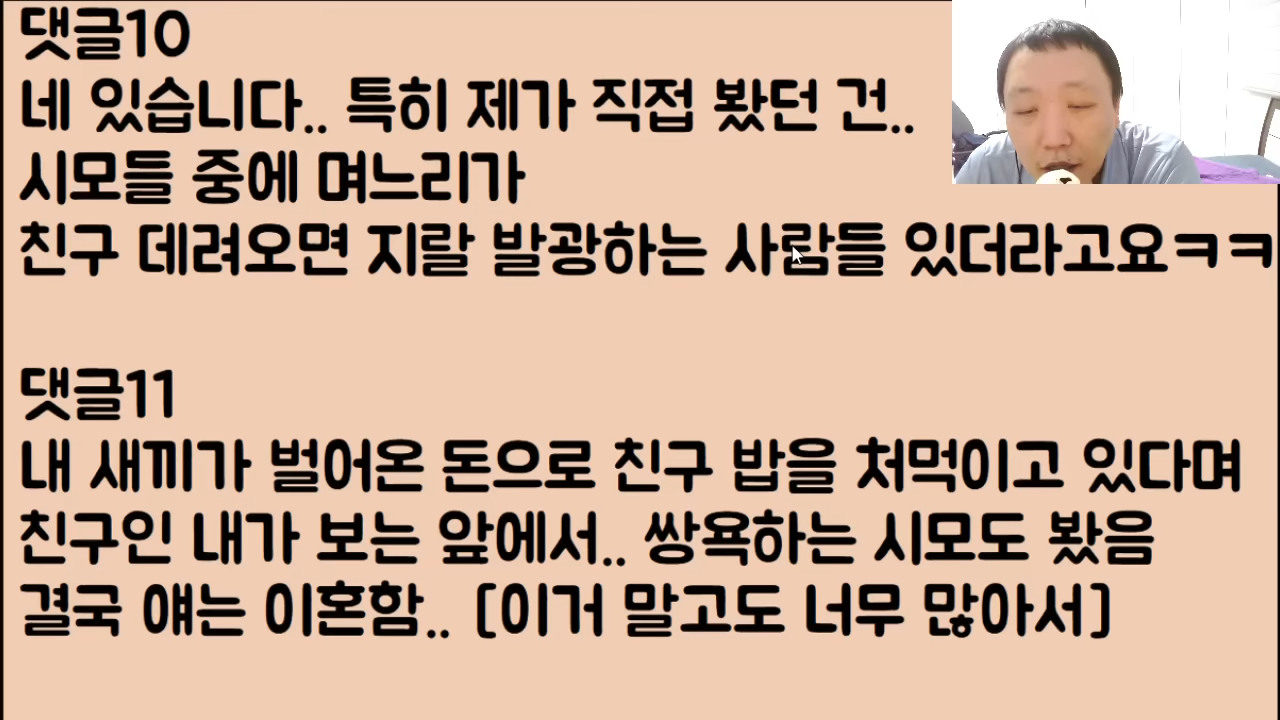 댓글10
네 있습니다.. 특히 제가 직접 봤던 건..
시모들 중에 며느리가
친구 데려오면 지랄 발광하는 사람들 있더라고요ㅋㅋ
댓글11
내 새끼가 벌어온 돈으로 친구 밥을 처먹이고 있다며
친구인 내가 보는 앞에서.. 쌍욕하는 시모도 봤음
결국 얘는 이혼함.. [이거 말고도 너무 많아서]